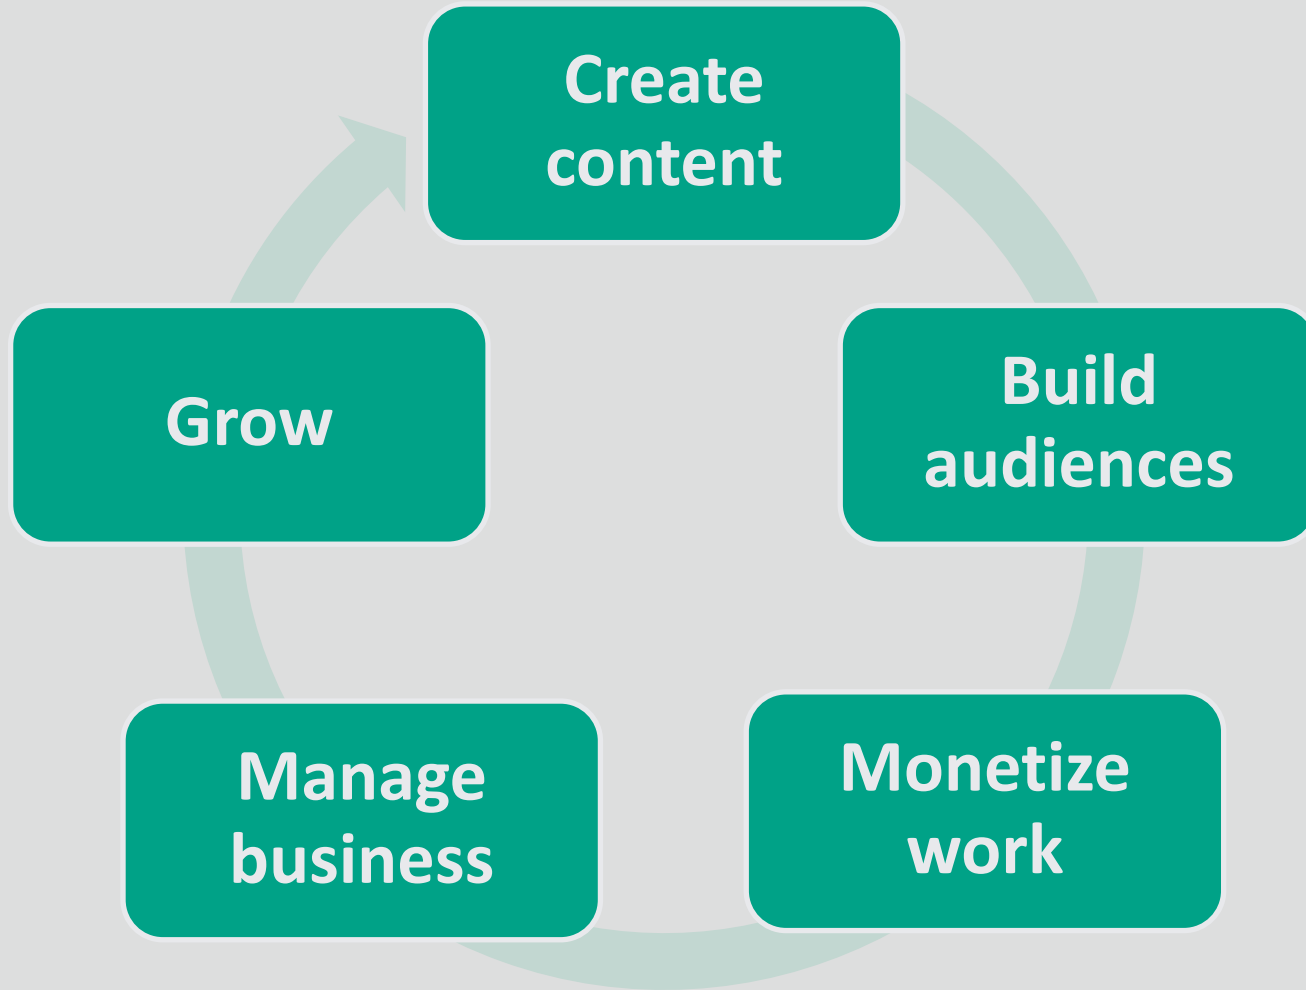 Create
content
Build
audiences
Monetize
work
Manage
business
Grow